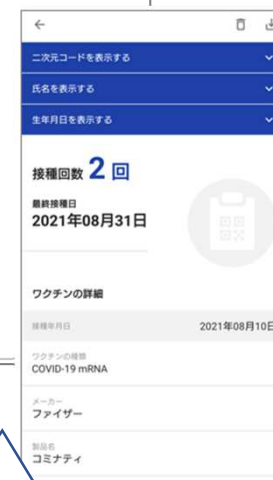 二次元コードを表示する
氏名を表示する
生年月日を表示する
接種回数 2 回
最終接種日
2021年08月31日
ワクチンの詳細
接種年月日 2021年08月10日
ワクチンの種類
COVID-19 mRNA
メーカー
ファイザー
製品名
コミナティ